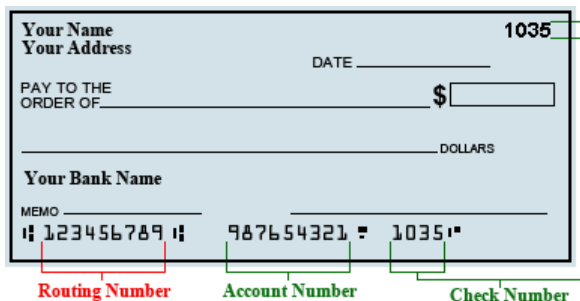 Your Name 1035
Your Address
DATE
PAY TO THE
ORDER OF $
DOLLARS
Your Bank Name
MEMO
⑆123456789⑆ 987654321⑈ 1035⑉
Routing Number Account Number Check Number